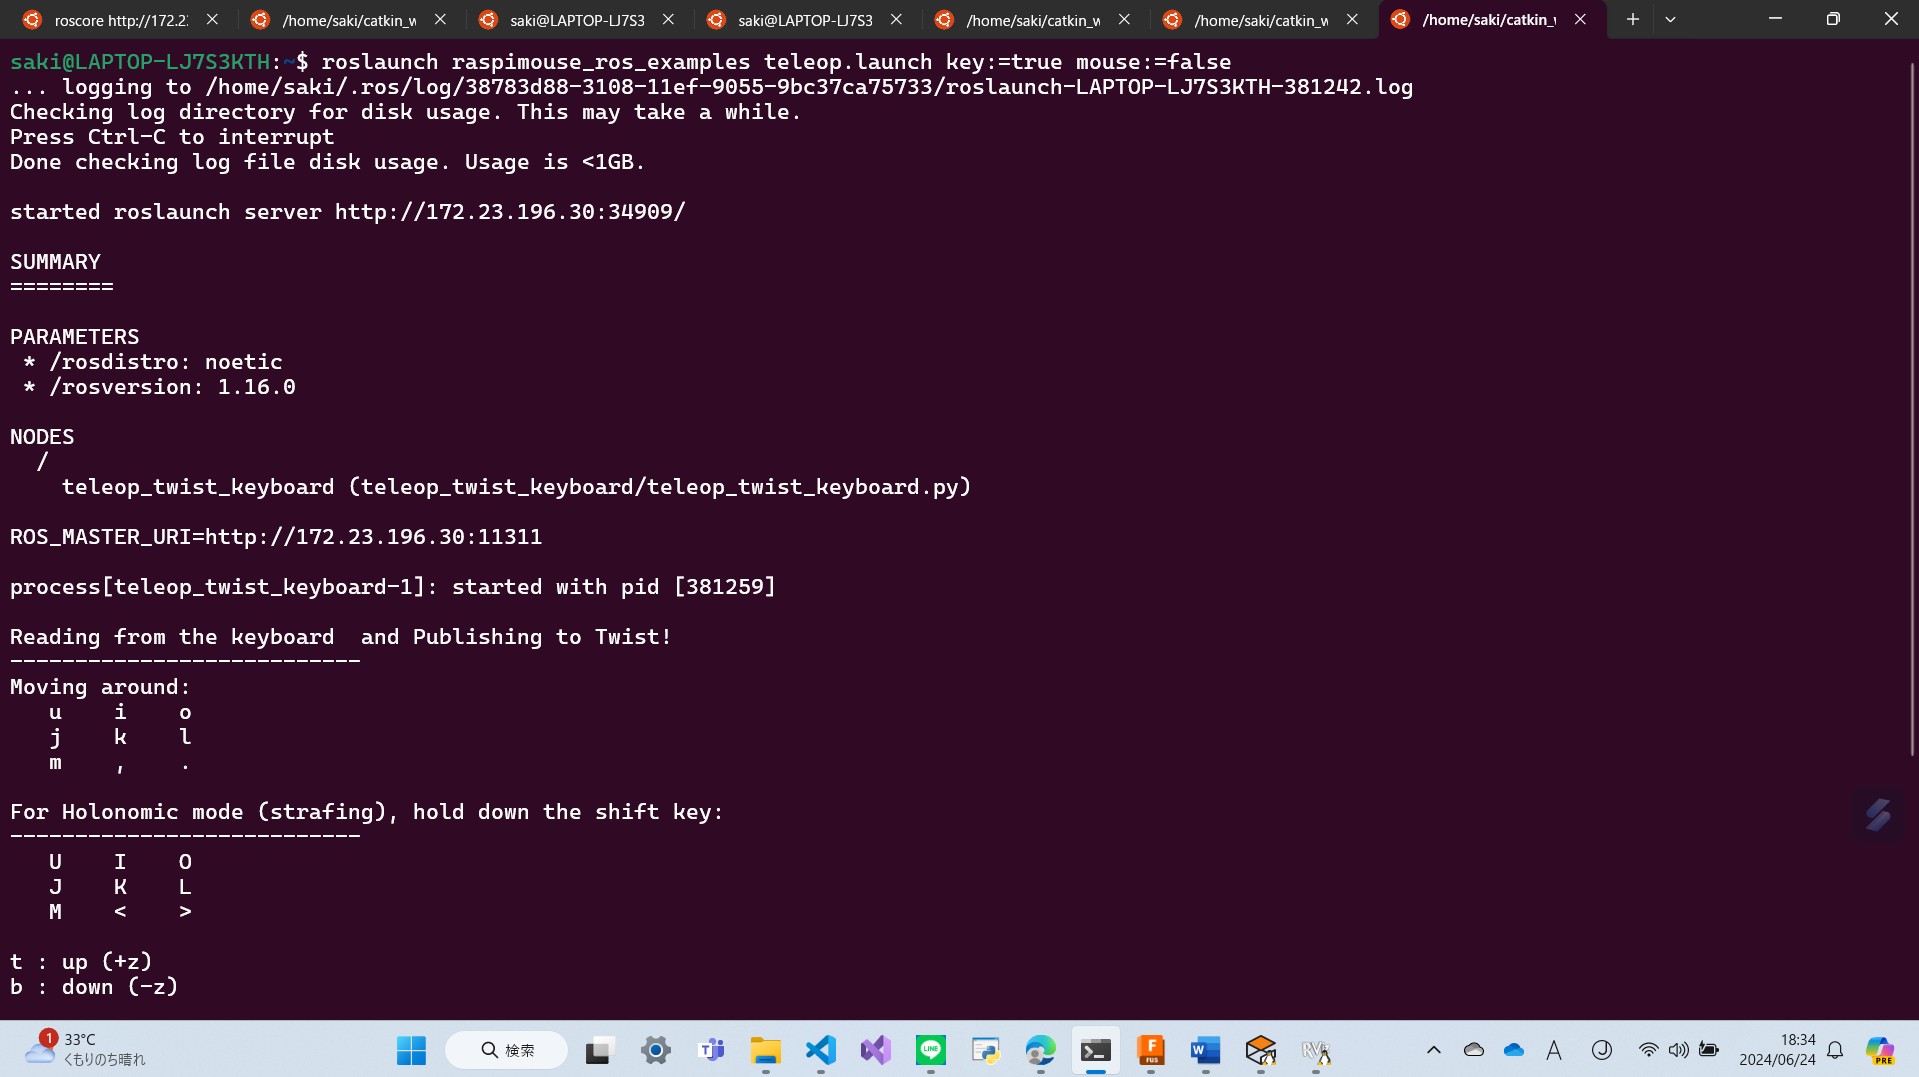 roscore http://172.2
/home/saki/catkin_w
saki@LAPTOP-LJ7S3
saki@LAPTOP-LJ7S3
/home/saki/catkin_w
/home/saki/catkin_w
/home/saki/catkin_
saki@LAPTOP-LJ7S3KTH:~$ roslaunch raspimouse_ros_examples teleop.launch key:=true mouse:=false
... logging to /home/saki/.ros/log/38783d88-3108-11ef-9055-9bc37ca75733/roslaunch-LAPTOP-LJ7S3KTH-381242.log
Checking log directory for disk usage. This may take a while.
Press Ctrl-C to interrupt
Done checking log file disk usage. Usage is <1GB.
started roslaunch server http://172.23.196.30:34909/
SUMMARY
========
PARAMETERS
* /rosdistro: noetic
* /rosversion: 1.16.0
NODES
/
teleop_twist_keyboard (teleop_twist_keyboard/teleop_twist_keyboard.py)
ROS_MASTER_URI=http://172.23.196.30:11311
process[teleop_twist_keyboard-1]: started with pid [381259]
Reading from the keyboard  and Publishing to Twist!
---------------------------
Moving around:
u    i    o
j    k    l
m    ,    .
For Holonomic mode (strafing), hold down the shift key:
---------------------------
U    I    O
J    K    L
M    <    >
t : up (+z)
b : down (-z)
1
33°C
くもりのち晴れ
検索
LINE
F
FUS
W
RViz
A
J
18:34
2024/06/24
PRE